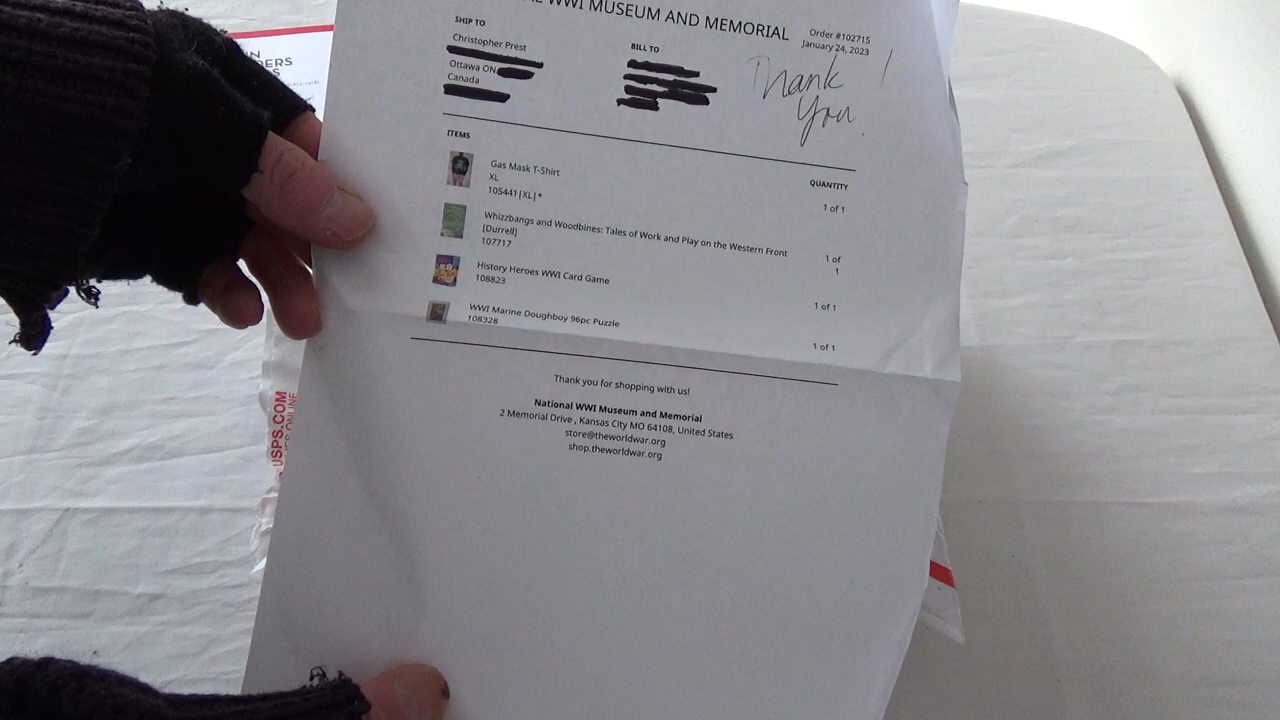 WWI MUSEUM AND MEMORIAL
Order #102715
January 24, 2023
SHIP TO
Christopher Prest
Ottawa ON
Canada
BILL TO
Thank
You!
ITEMS
QUANTITY
Gas Mask T-Shirt
XL
105441|XL|*
1 of 1
Whizzbangs and Woodbines: Tales of Work and Play on the Western Front
[Durrell]
107717
1 of
1
History Heroes WWI Card Game
108823
1 of 1
WWI Marine Doughboy 96pc Puzzle
108328
1 of 1
Thank you for shopping with us!
National WWI Museum and Memorial
2 Memorial Drive , Kansas City MO 64108, United States
store@theworldwar.org
shop.theworldwar.org
USPS.COM